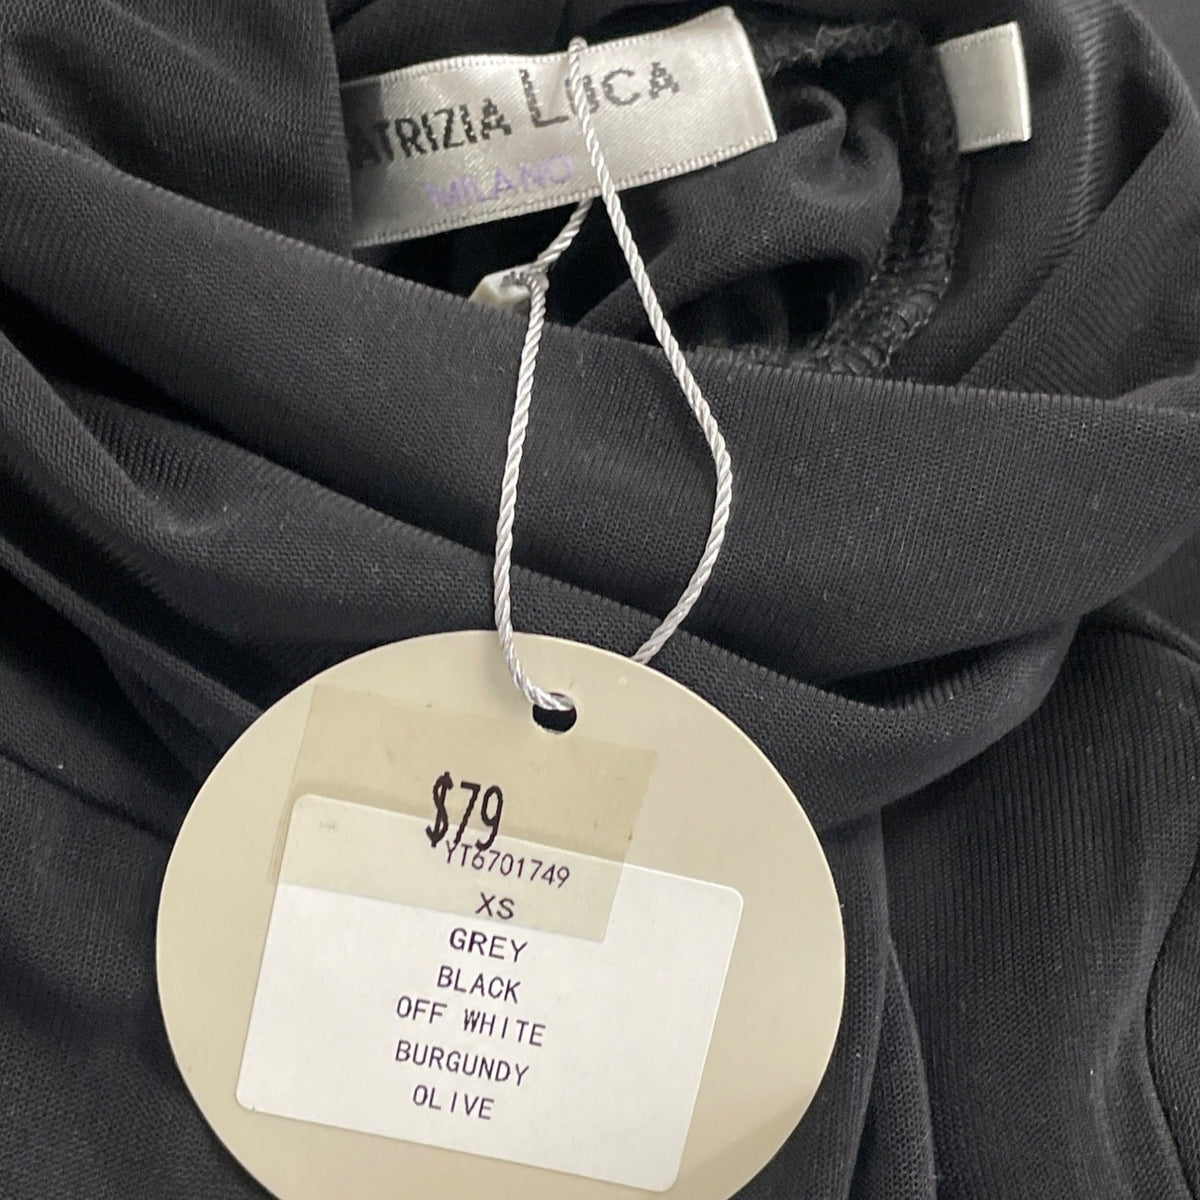 ATRIZIA LUCA
MILANO
$79
YT6701749
XS
GREY
BLACK
OFF WHITE
BURGUNDY
OLIVE